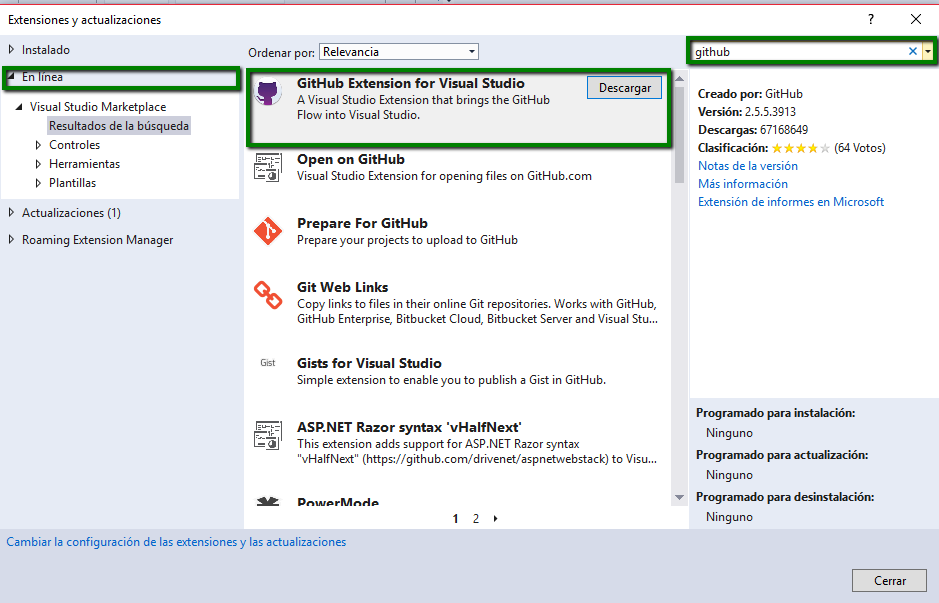 Extensiones y actualizaciones
?
Instalado
En línea
Visual Studio Marketplace
Resultados de la búsqueda
Controles
Herramientas
Plantillas
Actualizaciones (1)
Roaming Extension Manager
Ordenar por: Relevancia
GitHub Extension for Visual Studio
A Visual Studio Extension that brings the GitHub
Flow into Visual Studio.
Descargar
Open on GitHub
Visual Studio Extension for opening files on GitHub.com
Prepare For GitHub
Prepare your projects to upload to GitHub
Git Web Links
Copy links to files in their online Git repositories. Works with GitHub,
GitHub Enterprise, Bitbucket Cloud, Bitbucket Server and Visual Stu...
Gist
Gists for Visual Studio
Simple extension to enable you to publish a Gist in GitHub.
ASP.NET Razor syntax 'vHalfNext'
This extension adds support for ASP.NET Razor syntax
"vHalfNext" (https://github.com/drivenet/aspnetwebstack) to Visu...
PowerMode
1 2
github
Creado por: GitHub
Versión: 2.5.5.3913
Descargas: 67168649
Clasificación: (64 Votos)
Notas de la versión
Más información
Extensión de informes en Microsoft
Programado para instalación:
Ninguno
Programado para actualización:
Ninguno
Programado para desinstalación:
Ninguno
Cambiar la configuración de las extensiones y las actualizaciones
Cerrar